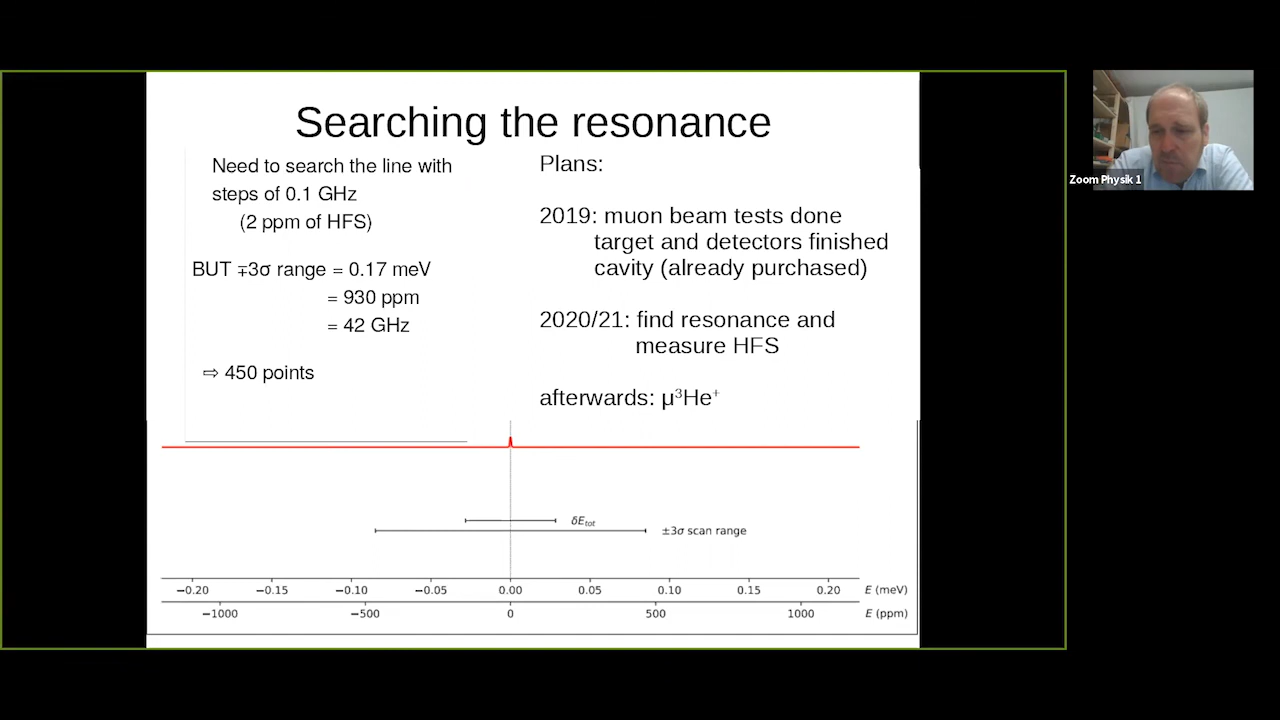 Searching the resonance
Need to search the line with
steps of 0.1 GHz
(2 ppm of HFS)
BUT ∓3σ range = 0.17 meV
= 930 ppm
= 42 GHz
⇨ 450 points
Plans:
2019: muon beam tests done
target and detectors finished
cavity (already purchased)
2020/21: find resonance and
measure HFS
afterwards: μ³He⁺
δE_tot
±3σ scan range
−0.20 −0.15 −0.10 −0.05 0.00 0.05 0.10 0.15 0.20 E (meV)
−1000 −500 0 500 1000 E (ppm)
Zoom Physik 1